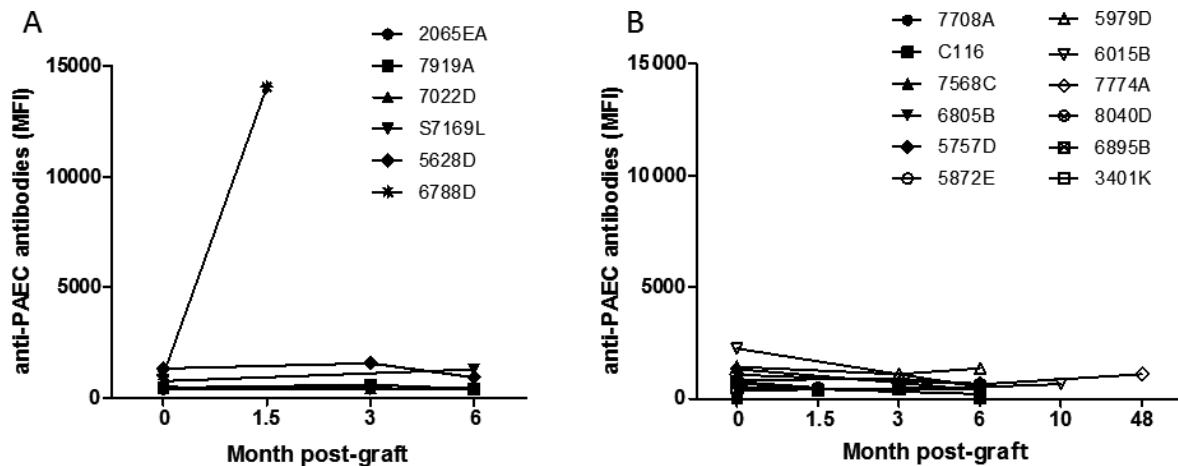 A
2065EA
7919A
7022D
S7169L
5628D
6788D
anti-PAEC antibodies (MFI)
15000
10000
5000
0
0 1.5 3 6
Month post-graft
B
7708A 5979D
C116 6015B
7568C 7774A
6805B 8040D
5757D 6895B
5872E 3401K
anti-PAEC antibodies (MFI)
15000
10000
5000
0
0 1.5 3 6 10 48
Month post-graft